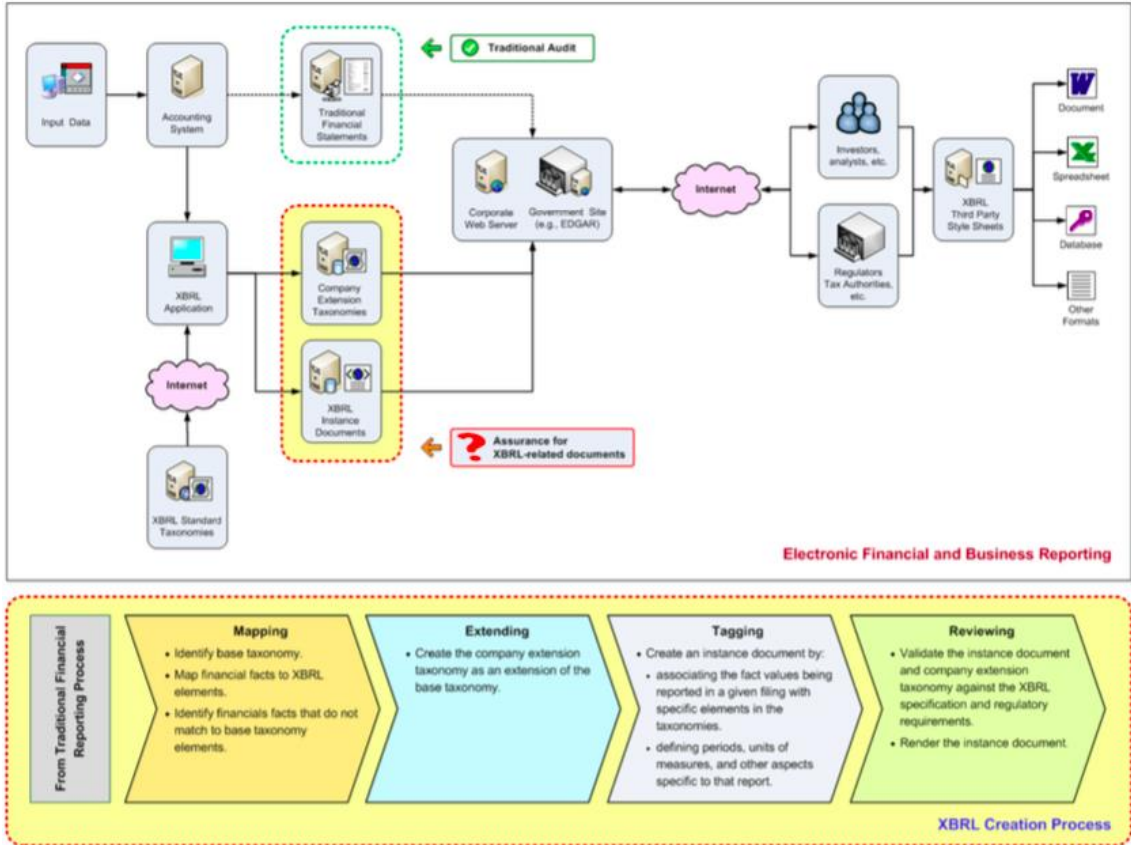 Traditional Audit
Input Data
Accounting
System
Traditional
Financial
Statements
Corporate
Web Server
Government Site
(e.g., EDGAR)
Internet
Investors,
analysts, etc.
Regulators
Tax Authorities,
etc.
XBRL
Third Party
Style Sheets
Document
Spreadsheet
Database
Other
Formats
XBRL
Application
Company
Extension
Taxonomies
XBRL
Instance
Documents
Internet
XBRL Standard
Taxonomies
?
Assurance for
XBRL-related documents
Electronic Financial and Business Reporting
From Traditional Financial
Reporting Process
Mapping
• Identify base taxonomy.
• Map financial facts to XBRL
elements.
• Identify financials facts that do not
match to base taxonomy
elements.
Extending
• Create the company extension
taxonomy as an extension of the
base taxonomy.
Tagging
• Create an instance document by:
• associating the fact values being
reported in a given filing with
specific elements in the
taxonomies.
• defining periods, units of
measures, and other aspects
specific to that report.
Reviewing
• Validate the instance document
and company extension
taxonomy against the XBRL
specification and regulatory
requirements.
• Render the instance document
XBRL Creation Process